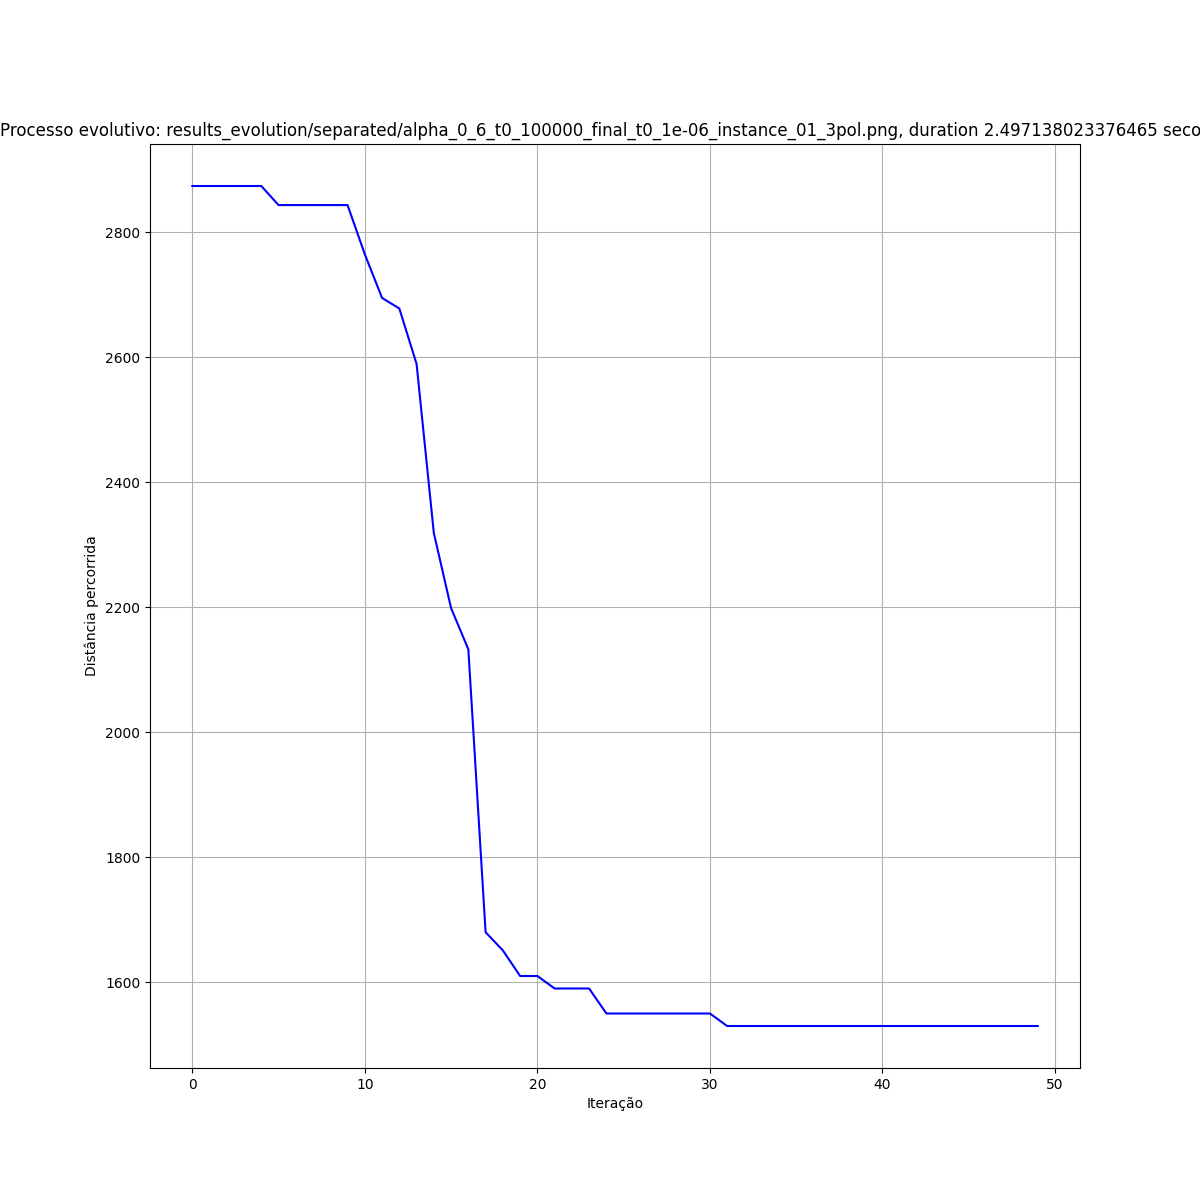 Processo evolutivo: results_evolution/separated/alpha_0_6_t0_100000_final_t0_1e-06_instance_01_3pol.png, duration 2.497138023376465 seco
2800
2600
2400
2200
2000
1800
1600
Distância percorrida
0 10 20 30 40 50
Iteração